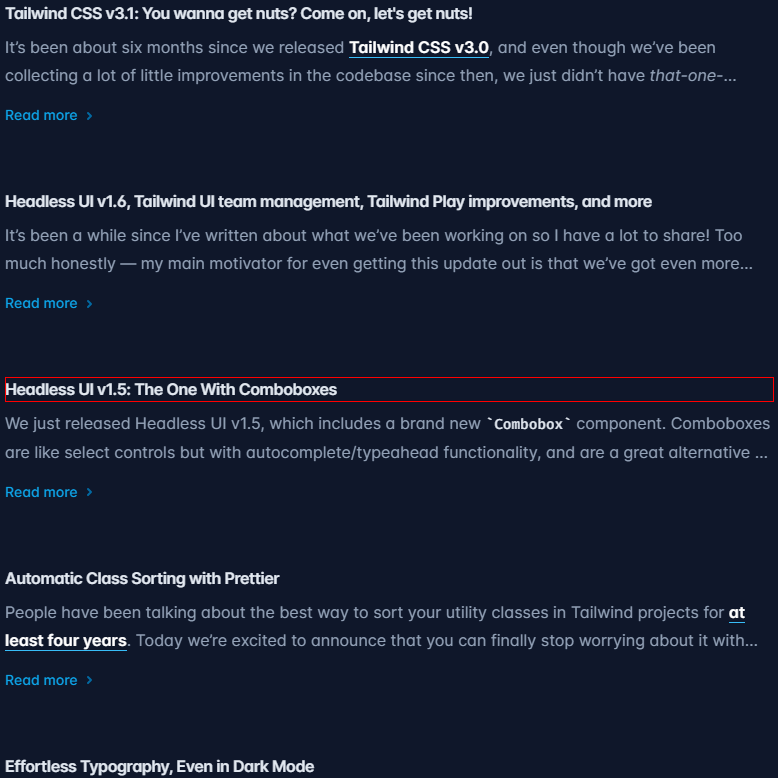 Tailwind CSS v3.1: You wanna get nuts? Come on, let's get nuts!
It’s been about six months since we released Tailwind CSS v3.0, and even though we’ve been
collecting a lot of little improvements in the codebase since then, we just didn’t have that-one-...
Read more
Headless UI v1.6, Tailwind UI team management, Tailwind Play improvements, and more
It’s been a while since I’ve written about what we’ve been working on so I have a lot to share! Too
much honestly — my main motivator for even getting this update out is that we’ve got even more...
Read more
Headless UI v1.5: The One With Comboboxes
We just released Headless UI v1.5, which includes a brand new `Combobox` component. Comboboxes
are like select controls but with autocomplete/typeahead functionality, and are a great alternative ...
Read more
Automatic Class Sorting with Prettier
People have been talking about the best way to sort your utility classes in Tailwind projects for at
least four years. Today we’re excited to announce that you can finally stop worrying about it with...
Read more
Effortless Typography, Even in Dark Mode